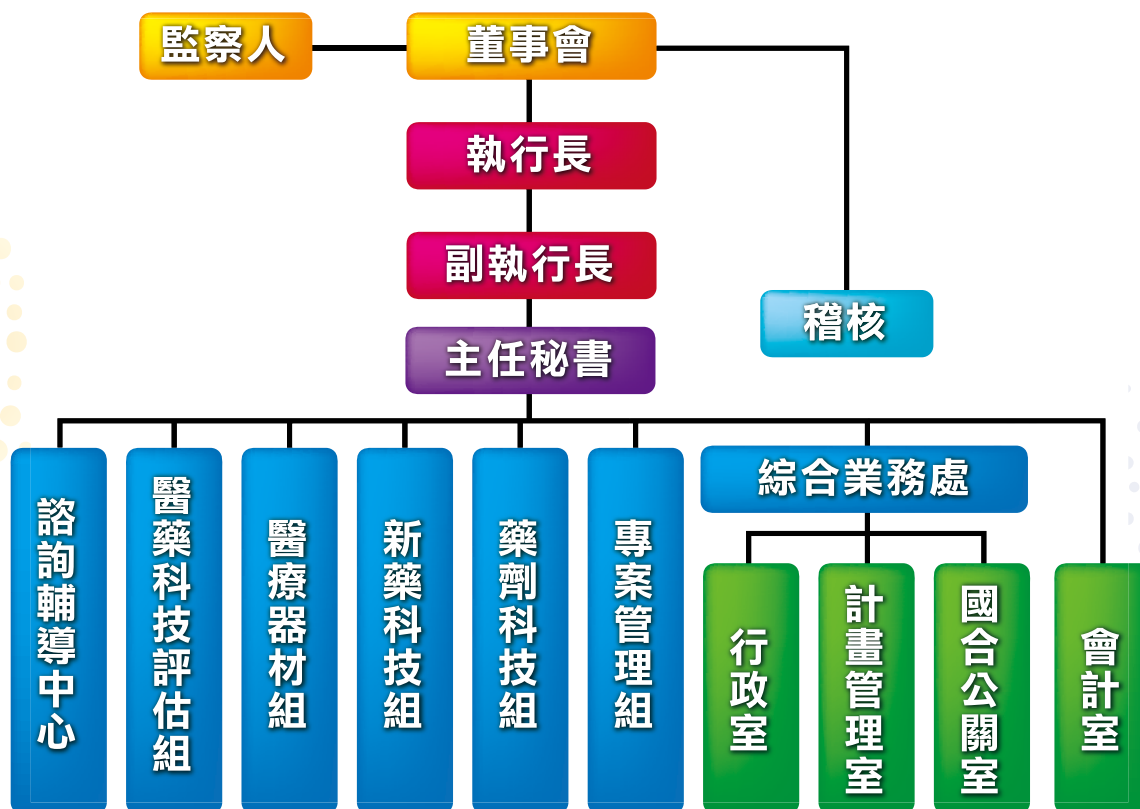 監察人
董事會
執行長
副執行長
稽核
主任秘書
諮詢輔導中心
醫藥科技評估組
醫療器材組
新藥科技組
藥劑科技組
專案管理組
綜合業務處
行政室
計畫管理室
國合公關室
會計室